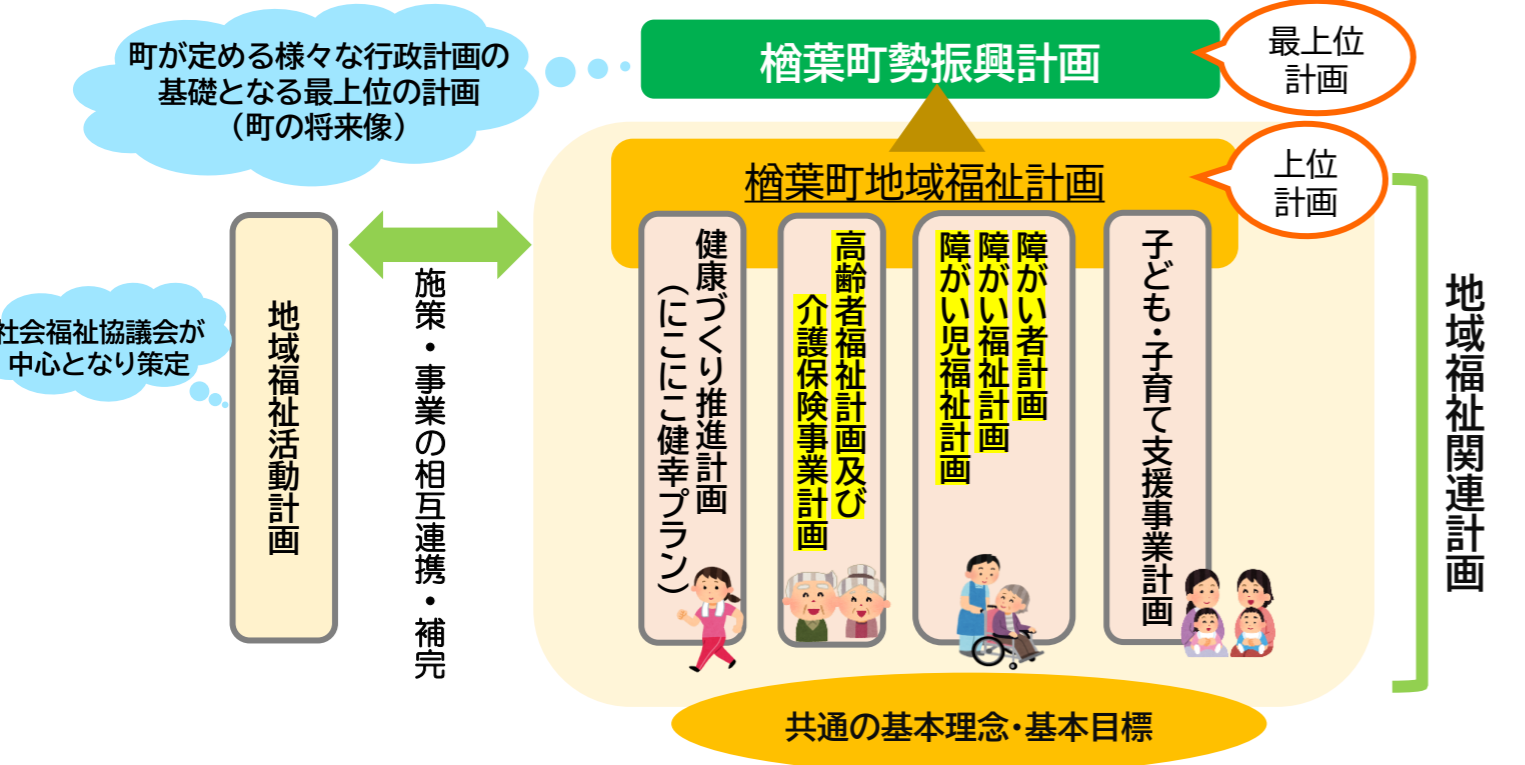 町が定める様々な行政計画の
基礎となる最上位の計画
（町の将来像）
楢葉町勢振興計画
最上位
計画
楢葉町地域福祉計画
上位
計画
社会福祉協議会が
中心となり策定
地域福祉活動計画
施策・事業の相互連携・補完
健康づくり推進計画
（にこにこ健幸プラン）
高齢者福祉計画及び
介護保険事業計画
障がい者計画
障がい福祉計画
障がい児福祉計画
子ども・子育て支援事業計画
地域福祉関連計画
共通の基本理念・基本目標